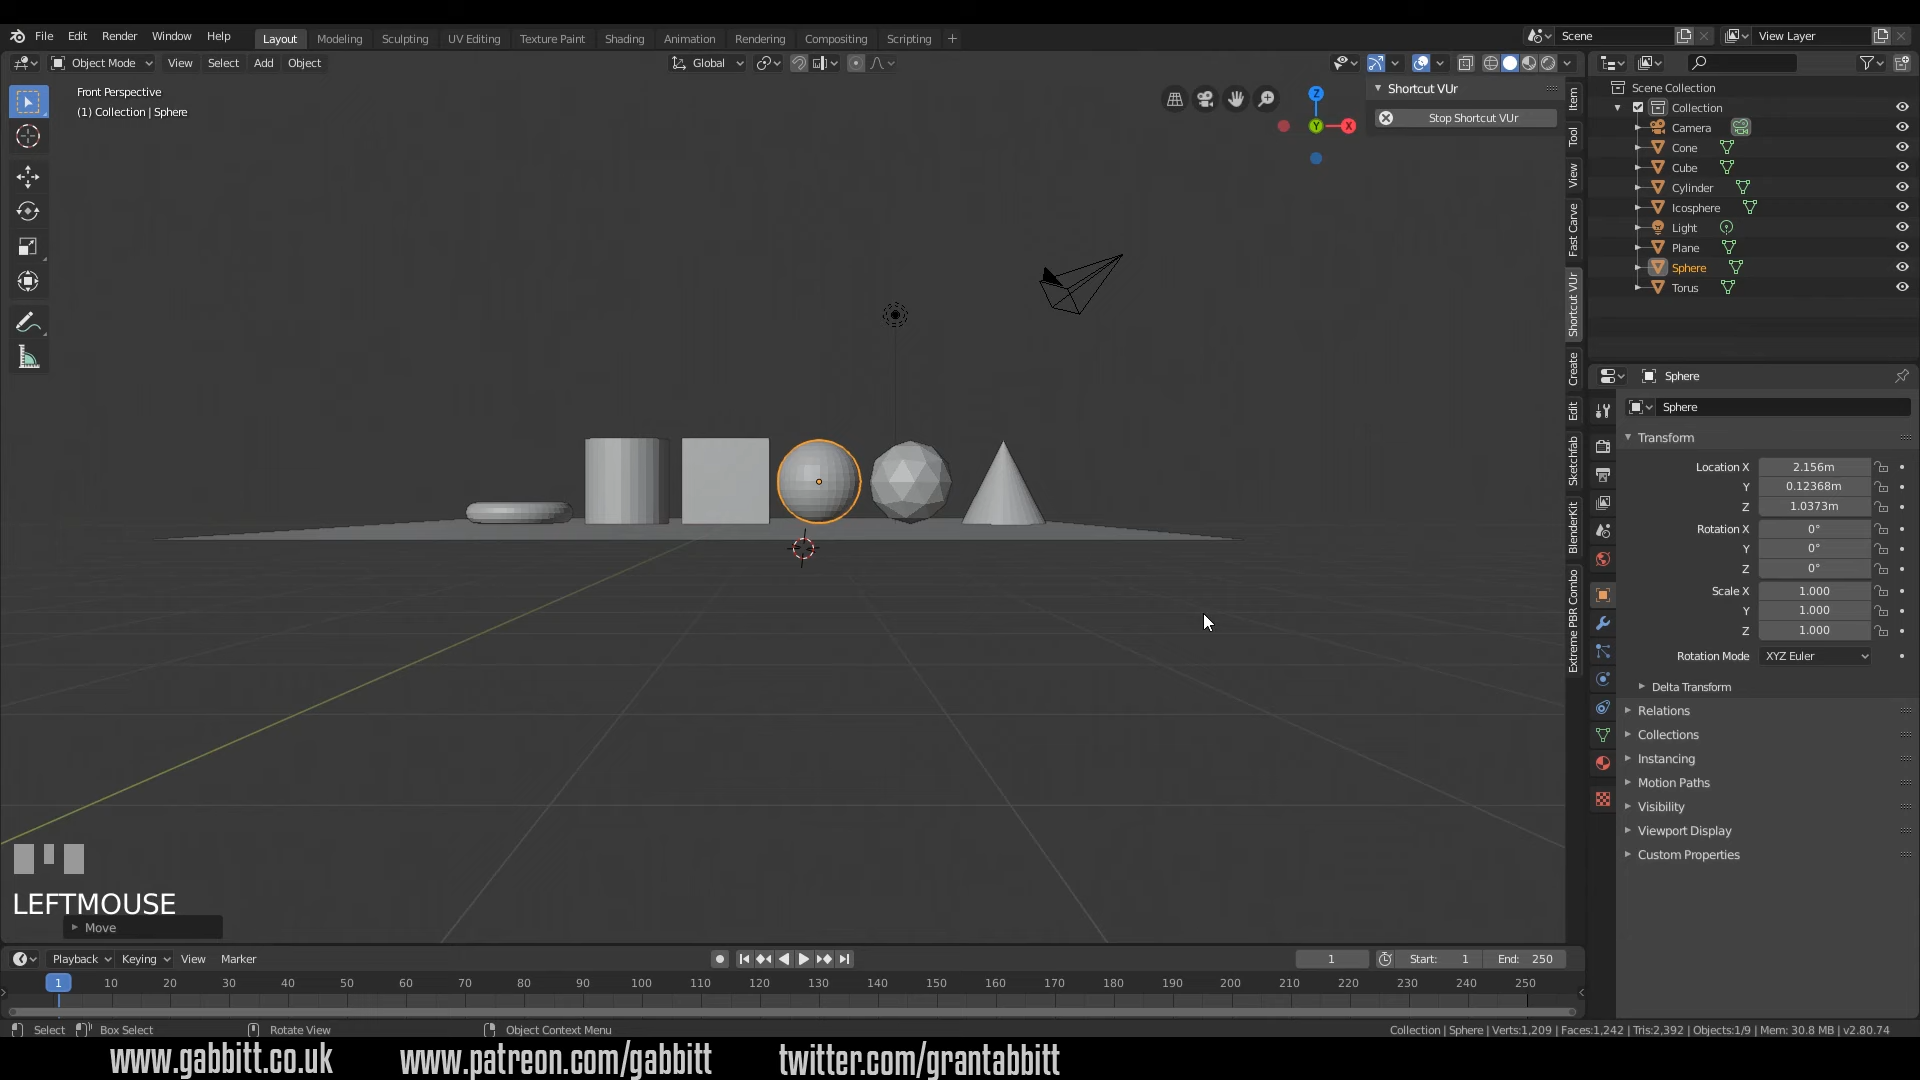 File Edit Render Window Help Layout Modeling Sculpting UV Editing Texture Paint Shading Animation Rendering Compositing Scripting + Scene View Layer
Object Mode View Select Add Object Global
Front Perspective
(1) Collection | Sphere
Z
Y
X
Shortcut VUr
Stop Shortcut VUr
Item
Tool
View
Fast Carve
Shortcut VUr
Create
Edit
Sketchfab
BlenderKit
Extreme PBR Combo
Scene Collection
Collection
Camera
Cone
Cube
Cylinder
Icosphere
Light
Plane
Sphere
Torus
Sphere
Sphere
Transform
Location X 2.156m
Y 0.12368m
Z 1.0373m
Rotation X 0°
Y 0°
Z 0°
Scale X 1.000
Y 1.000
Z 1.000
Rotation Mode XYZ Euler
Delta Transform
Relations
Collections
Instancing
Motion Paths
Visibility
Viewport Display
Custom Properties
LEFTMOUSE
Move
Playback Keying View Marker 1 Start: 1 End: 250
1 10 20 30 40 50 60 70 80 90 100 110 120 130 140 150 160 170 180 190 200 210 220 230 240 250
Select Box Select Rotate View Object Context Menu Collection | Sphere | Verts:1,209 | Faces:1,242 | Tris:2,392 | Objects:1/9 | Mem: 30.8 MB | v2.80.74
www.gabbitt.co.uk www.patreon.com/gabbitt twitter.com/grantabbitt